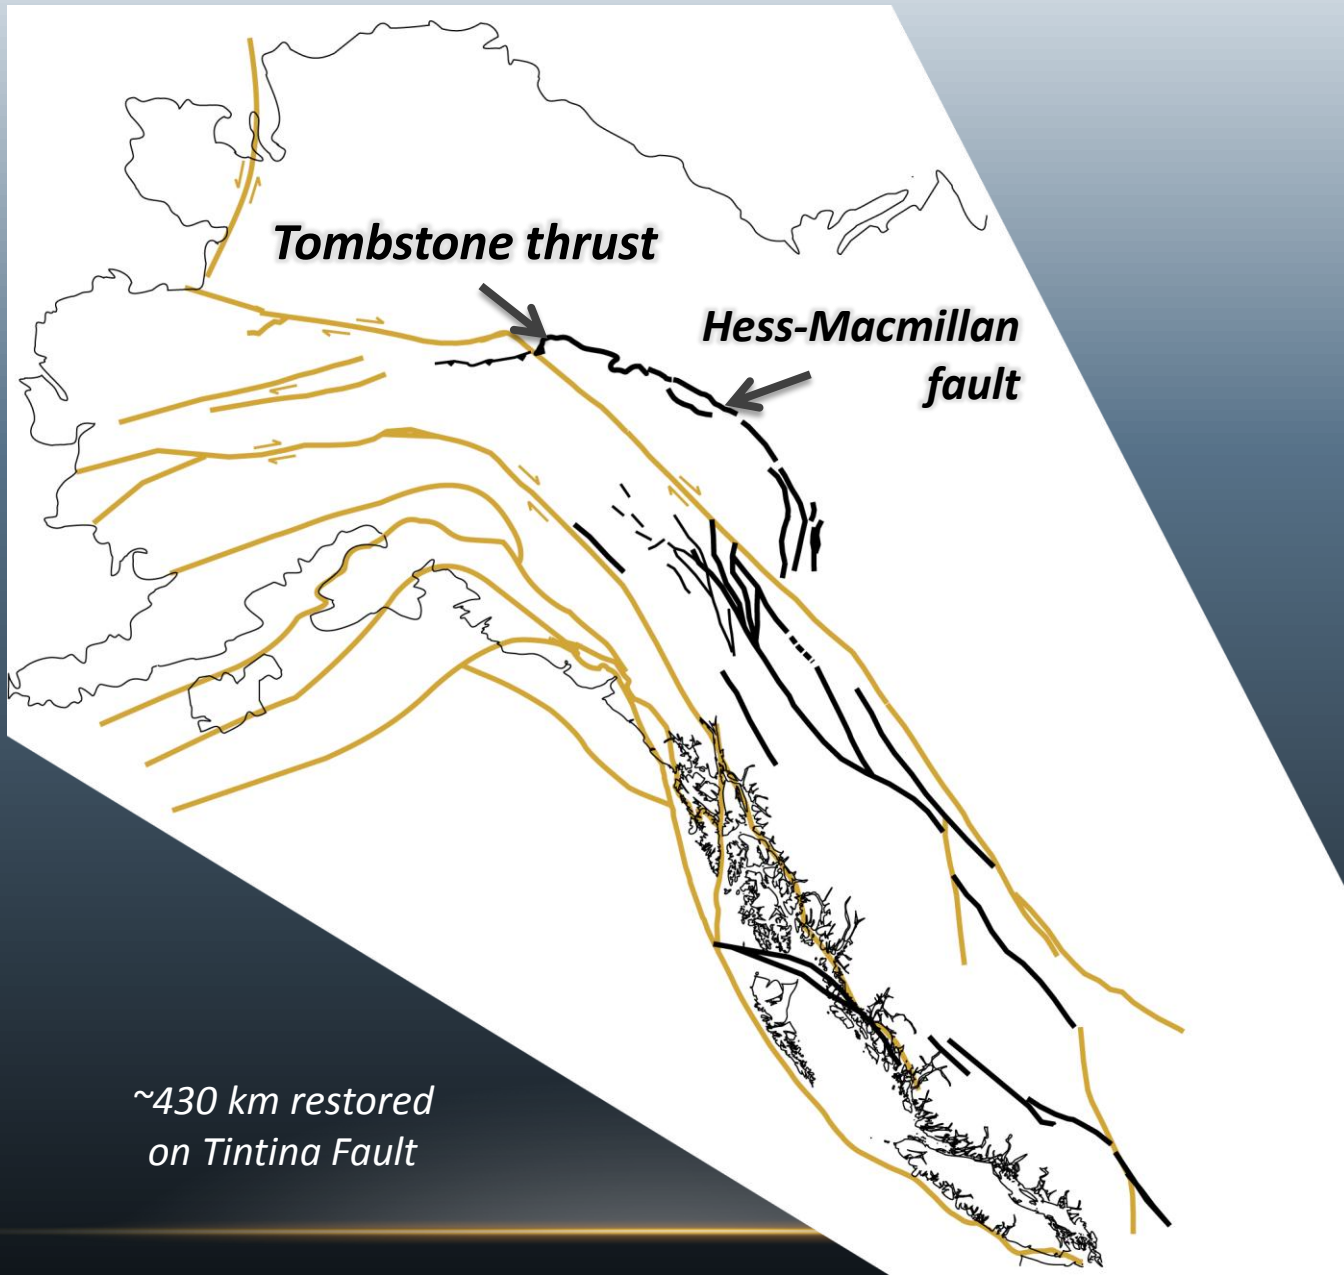 Tombstone thrust
Hess-Macmillan
fault
~430 km restored
on Tintina Fault